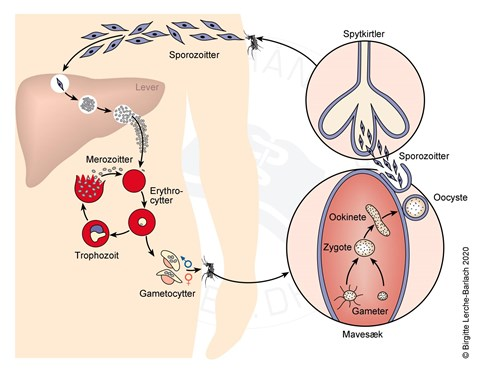 Sporozoitter
Lever
Merozoitter
Erythro-
cytter
Trophozoit
Gametocytter
Spytkirtler
Sporozoitter
Oocyste
Ookinete
Zygote
Gameter
Mavesæk
© Birgitte Lerche-Barlach 2020